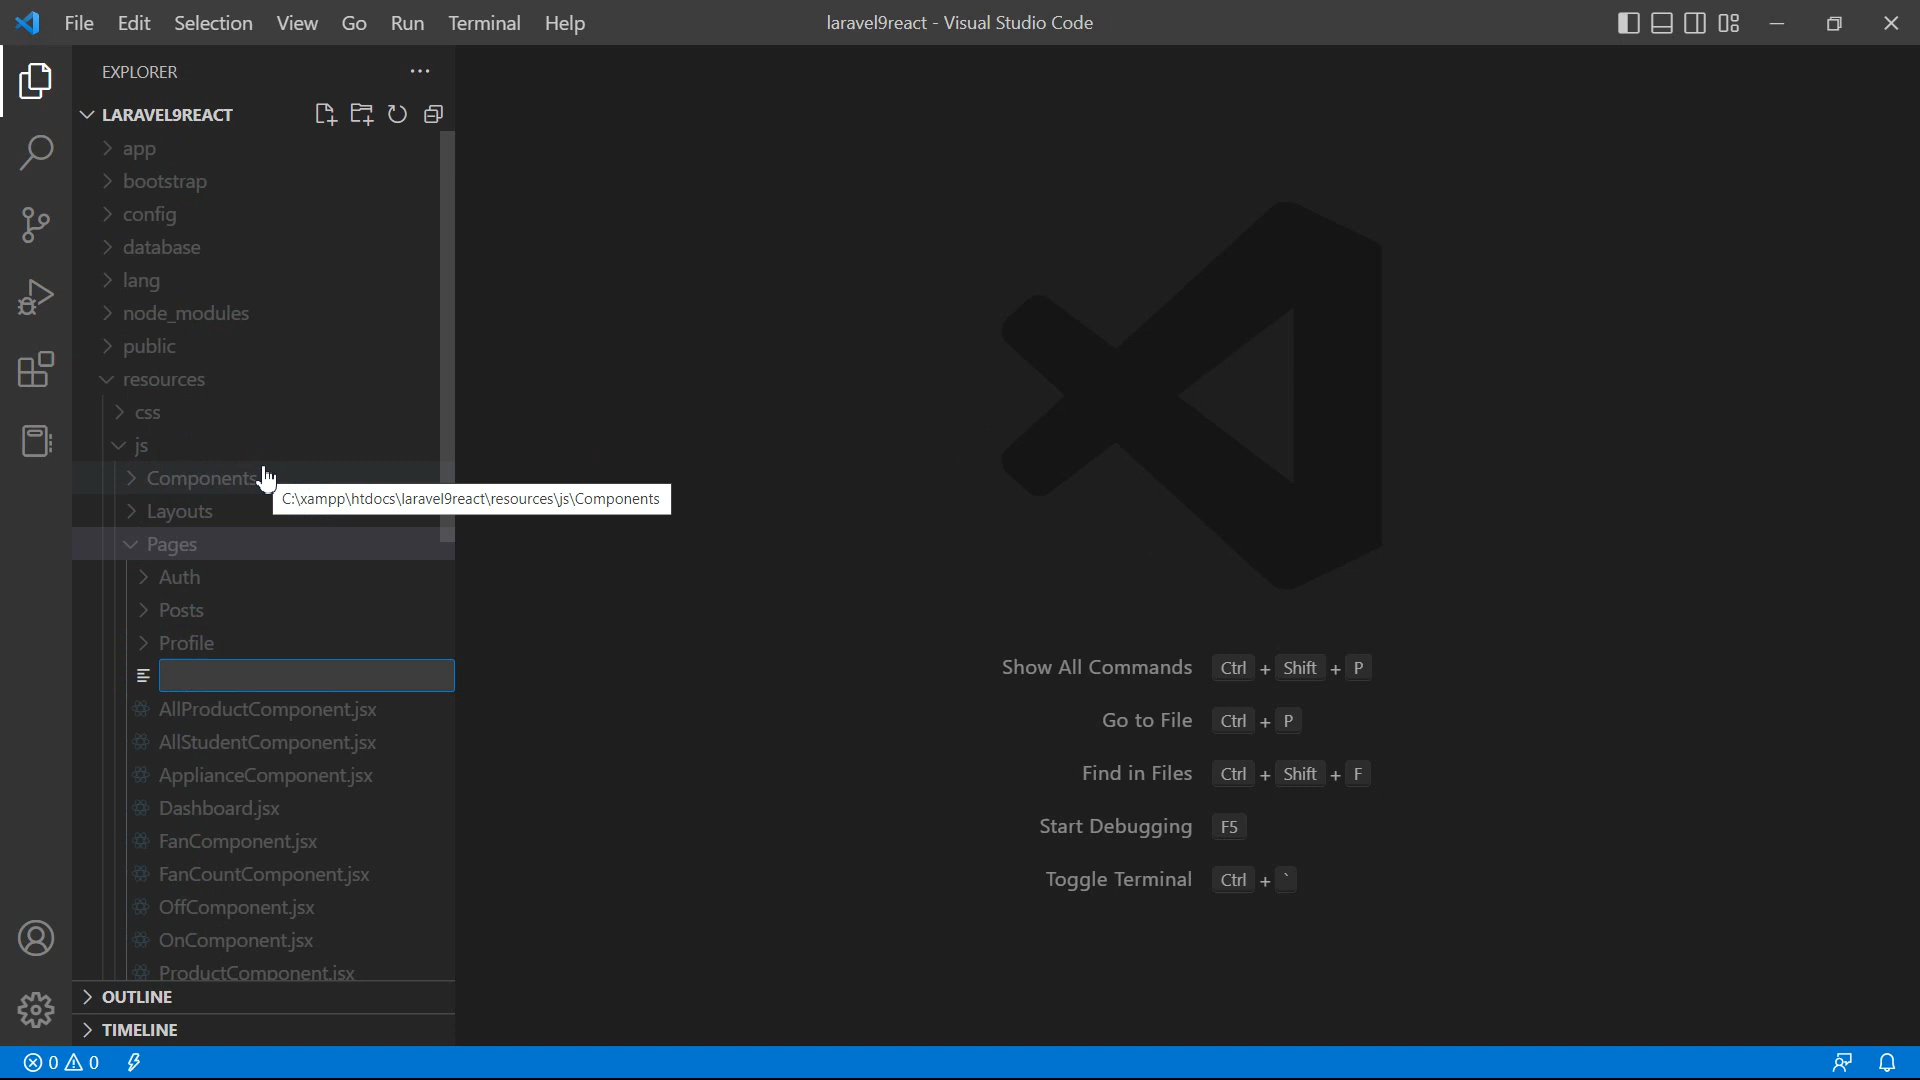 File Edit Selection View Go Run Terminal Help
laravel9react - Visual Studio Code
EXPLORER
LARAVEL9REACT
app
bootstrap
config
database
lang
node_modules
public
resources
css
js
Components
C:\xampp\htdocs\laravel9react\resources\js\Components
Layouts
Pages
Auth
Posts
Profile
AllProductComponent.jsx
AllStudentComponent.jsx
ApplianceComponent.jsx
Dashboard.jsx
FanComponent.jsx
FanCountComponent.jsx
OffComponent.jsx
OnComponent.jsx
ProductComponent.jsx
OUTLINE
TIMELINE
Show All Commands Ctrl + Shift + P
Go to File Ctrl + P
Find in Files Ctrl + Shift + F
Start Debugging F5
Toggle Terminal Ctrl + `
0 0